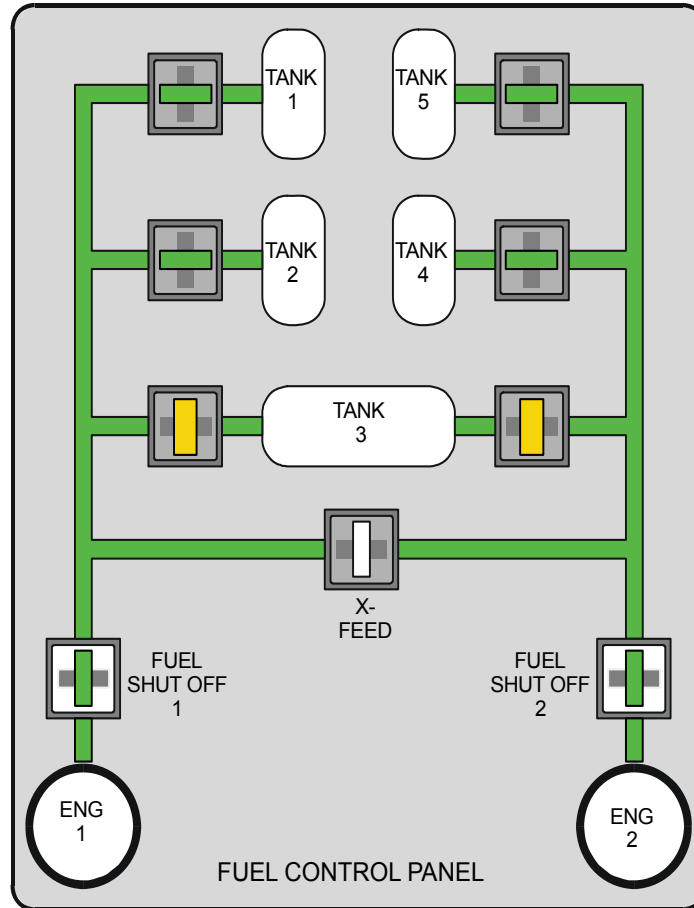 TANK
1
TANK
5
TANK
2
TANK
4
TANK
3
X-
FEED
FUEL
SHUT OFF
1
FUEL
SHUT OFF
2
ENG
1
ENG
2
FUEL CONTROL PANEL